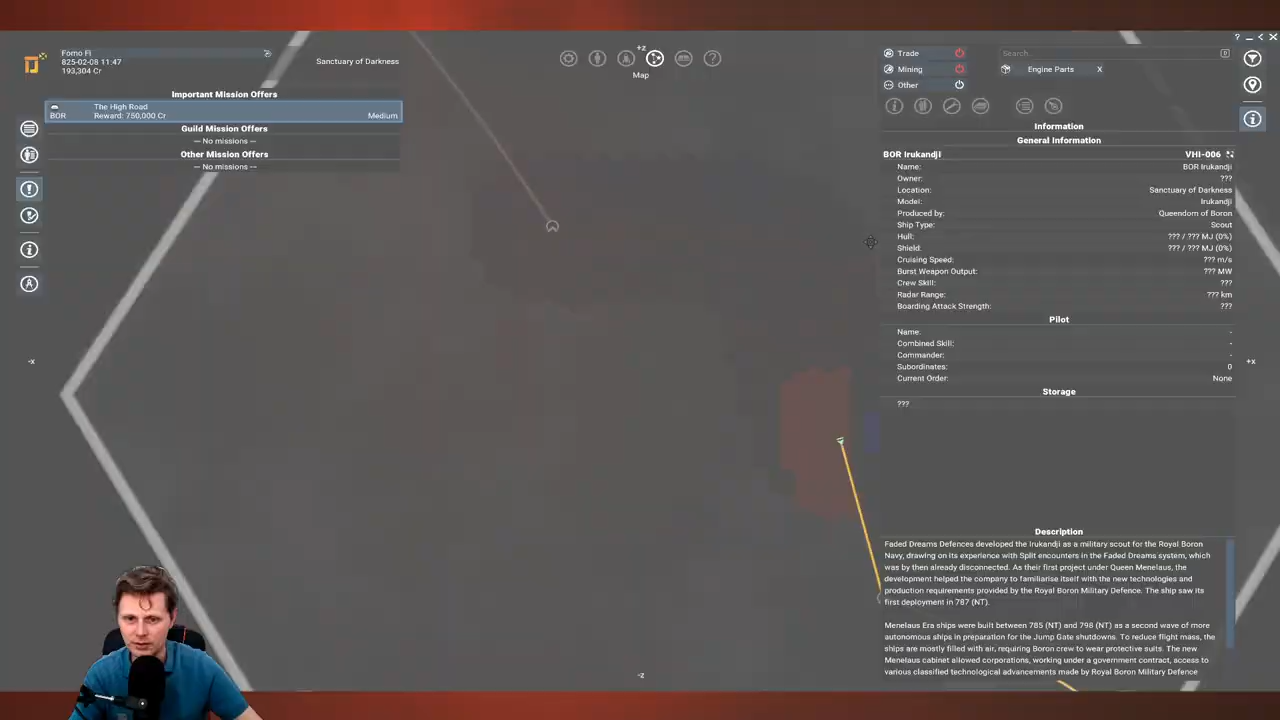 Fomo FI
825-02-08 11:47
193,304 Cr
Sanctuary of Darkness
Important Mission Offers
The High Road
BOR Reward: 750,000 Cr Medium
Guild Mission Offers
— No missions —
Other Mission Offers
— No missions —
+z
Map
-x
+x
-z
? _ < X
Trade
Mining
Other
Search...
Engine Parts X
Information
General Information
BOR Irukandji VHI-006
Name: BOR Irukandji
Owner: ???
Location: Sanctuary of Darkness
Model: Irukandji
Produced by: Queendom of Boron
Ship Type: Scout
Hull: ??? / ??? MJ (0%)
Shield: ??? / ??? MJ (0%)
Cruising Speed: ??? m/s
Burst Weapon Output: ??? MW
Crew Skill: ???
Radar Range: ??? km
Boarding Attack Strength: ???
Pilot
Name: -
Combined Skill: -
Commander: -
Subordinates: 0
Current Order: None
Storage
???
Description
Faded Dreams Defences developed the Irukandji as a military scout for the Royal Boron
Navy, drawing on its experience with Split encounters in the Faded Dreams system, which
was by then already disconnected. As their first project under Queen Menelaus, the
development helped the company to familiarise itself with the new technologies and
production requirements provided by the Royal Boron Military Defence. The ship saw its
first deployment in 787 (NT).
Menelaus Era ships were built between 785 (NT) and 798 (NT) as a second wave of more
autonomous ships in preparation for the Jump Gate shutdowns. To reduce flight mass, the
ships are mostly filled with air, requiring Boron crew to wear protective suits. The new
Menelaus cabinet allowed corporations, working under a government contract, access to
various classified technological advancements made by Royal Boron Military Defence